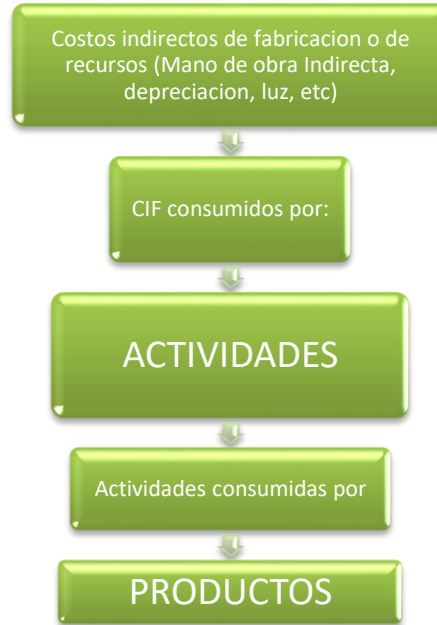 Costos indirectos de fabricacion o de
recursos (Mano de obra Indirecta,
depreciacion, luz, etc)
CIF consumidos por:
ACTIVIDADES
Actividades consumidas por
PRODUCTOS